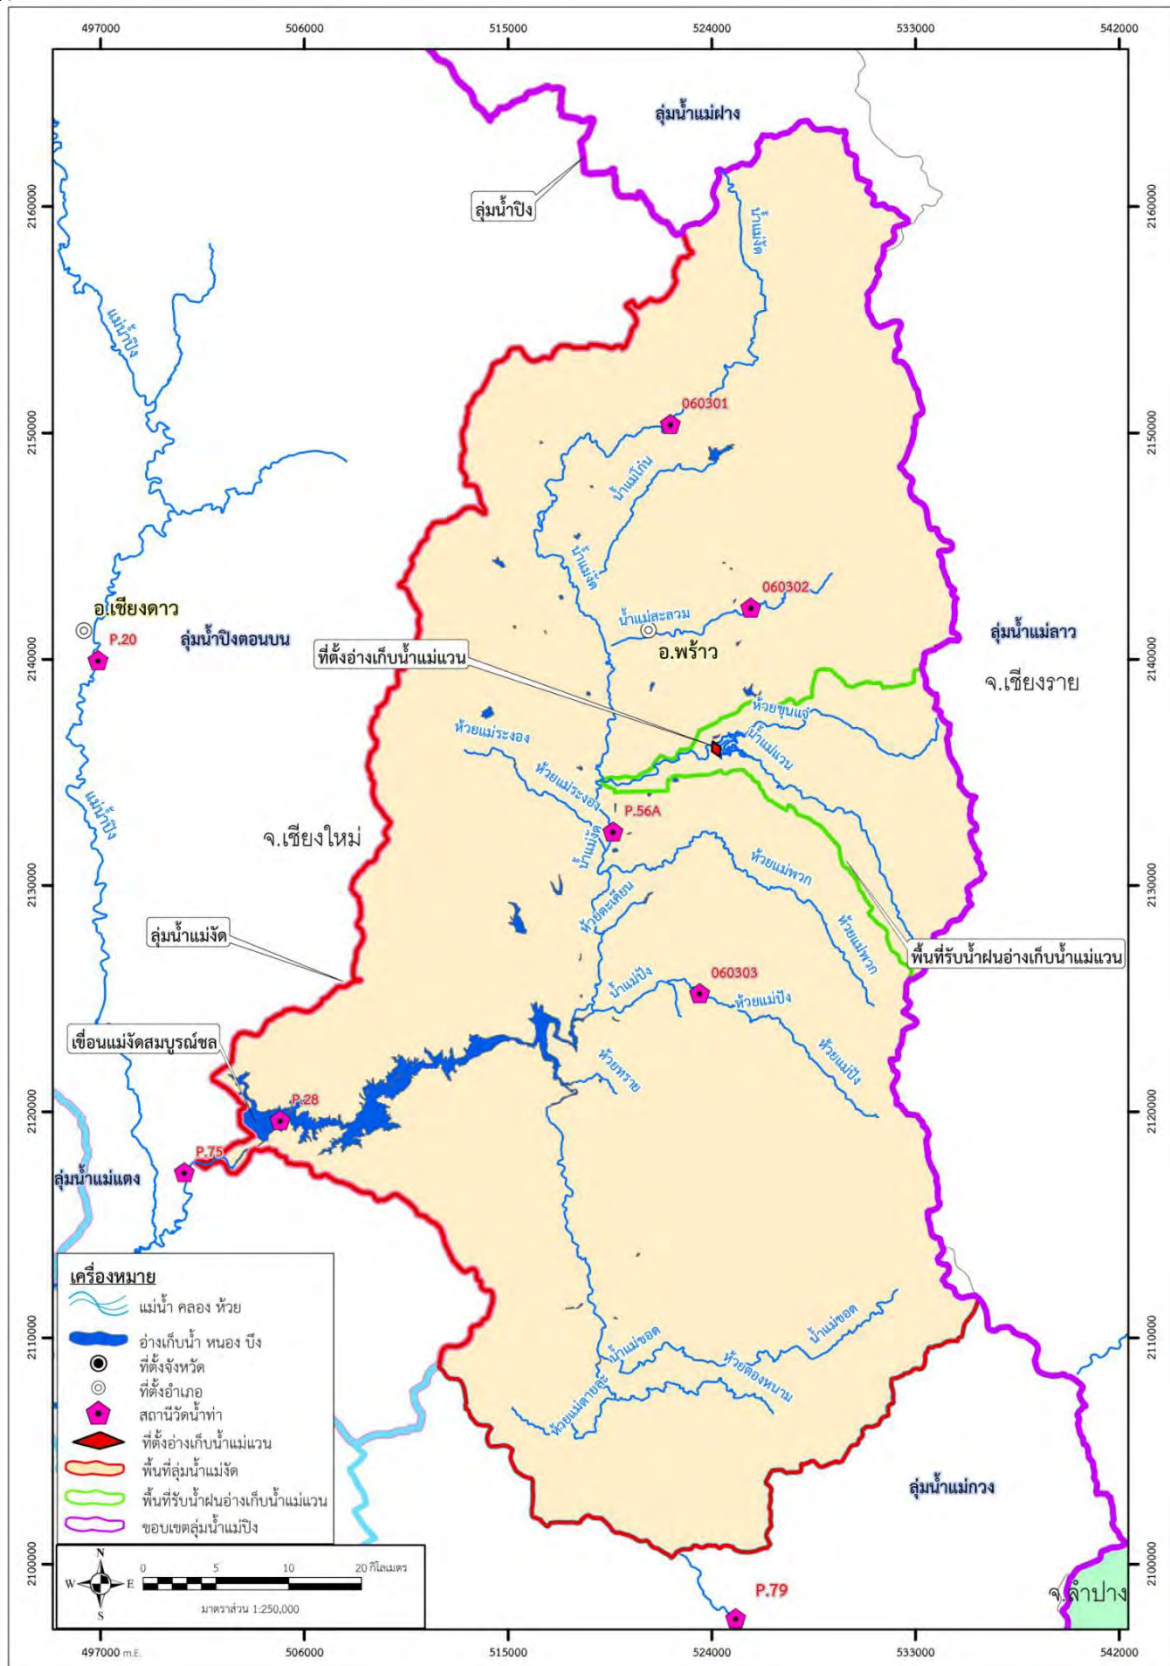 497000
506000
515000
524000
533000
542000
ลุ่มน้ำแม่ฝาง
ลุ่มน้ำปิง
2160000
2160000
น้ำแม่งัด
แม่น้ำปิง
060301
2150000
2150000
น้ำแม่โก๋น
น้ำแม่งัด
060302
อ.เชียงดาว
น้ำแม่สะลวม
P.20
ลุ่มน้ำปิงตอนบน
ลุ่มน้ำแม่ลาว
ที่ตั้งอ่างเก็บน้ำแม่แวน
อ.พร้าว
2140000
2140000
จ.เชียงราย
ห้วยขุนแจ๋
ห้วยแม่ระงอง
น้ำแม่แวน
ห้วยแม่ระงอง
แม่น้ำปิง
P.56A
จ.เชียงใหม่
น้ำแม่งัด
ห้วยแม่พวก
2130000
2130000
ห้วยตะเคียน
ลุ่มน้ำแม่งัด
ห้วยแม่พวก
พื้นที่รับน้ำฝนอ่างเก็บน้ำแม่แวน
น้ำแม่ปั๋ง
060303
ห้วยแม่ปั๋ง
เขื่อนแม่งัดสมบูรณ์ชล
ห้วยทราย
ห้วยแม่ปั๋ง
P.28
2120000
2120000
P.75
ลุ่มน้ำแม่แตง
เครื่องหมาย
แม่น้ำ คลอง ห้วย
อ่างเก็บน้ำ หนอง บึง
ที่ตั้งจังหวัด
ที่ตั้งอำเภอ
สถานีวัดน้ำท่า
ที่ตั้งอ่างเก็บน้ำแม่แวน
พื้นที่ลุ่มน้ำแม่งัด
พื้นที่รับน้ำฝนอ่างเก็บน้ำแม่แวน
ขอบเขตลุ่มน้ำแม่ปิง
2110000
2110000
น้ำแม่ขอด
น้ำแม่ขอด
ห้วยตองหนาม
ห้วยแม่ตายละ
ลุ่มน้ำแม่กวง
N
W E
S
0 5 10 20 กิโลเมตร
มาตราส่วน 1:250,000
2100000
2100000
P.79
จ.ลำปาง
497000 m.E.
506000
515000
524000
533000
542000